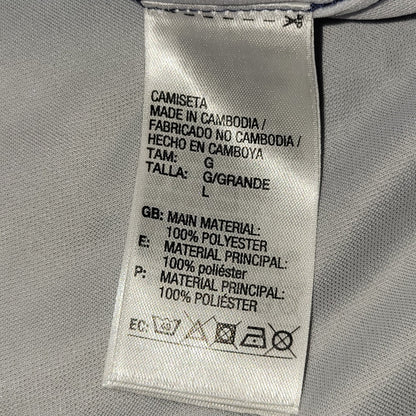 CAMISETA
MADE IN CAMBODIA /
FABRICADO NO CAMBODIA /
HECHO EN CAMBOYA
TAM: G
TALLA: G/GRANDE
L
GB: MAIN MATERIAL:
100% POLYESTER
E: MATERIAL PRINCIPAL:
100% poliéster
P: MATERIAL PRINCIPAL:
100% POLIÉSTER
EC: